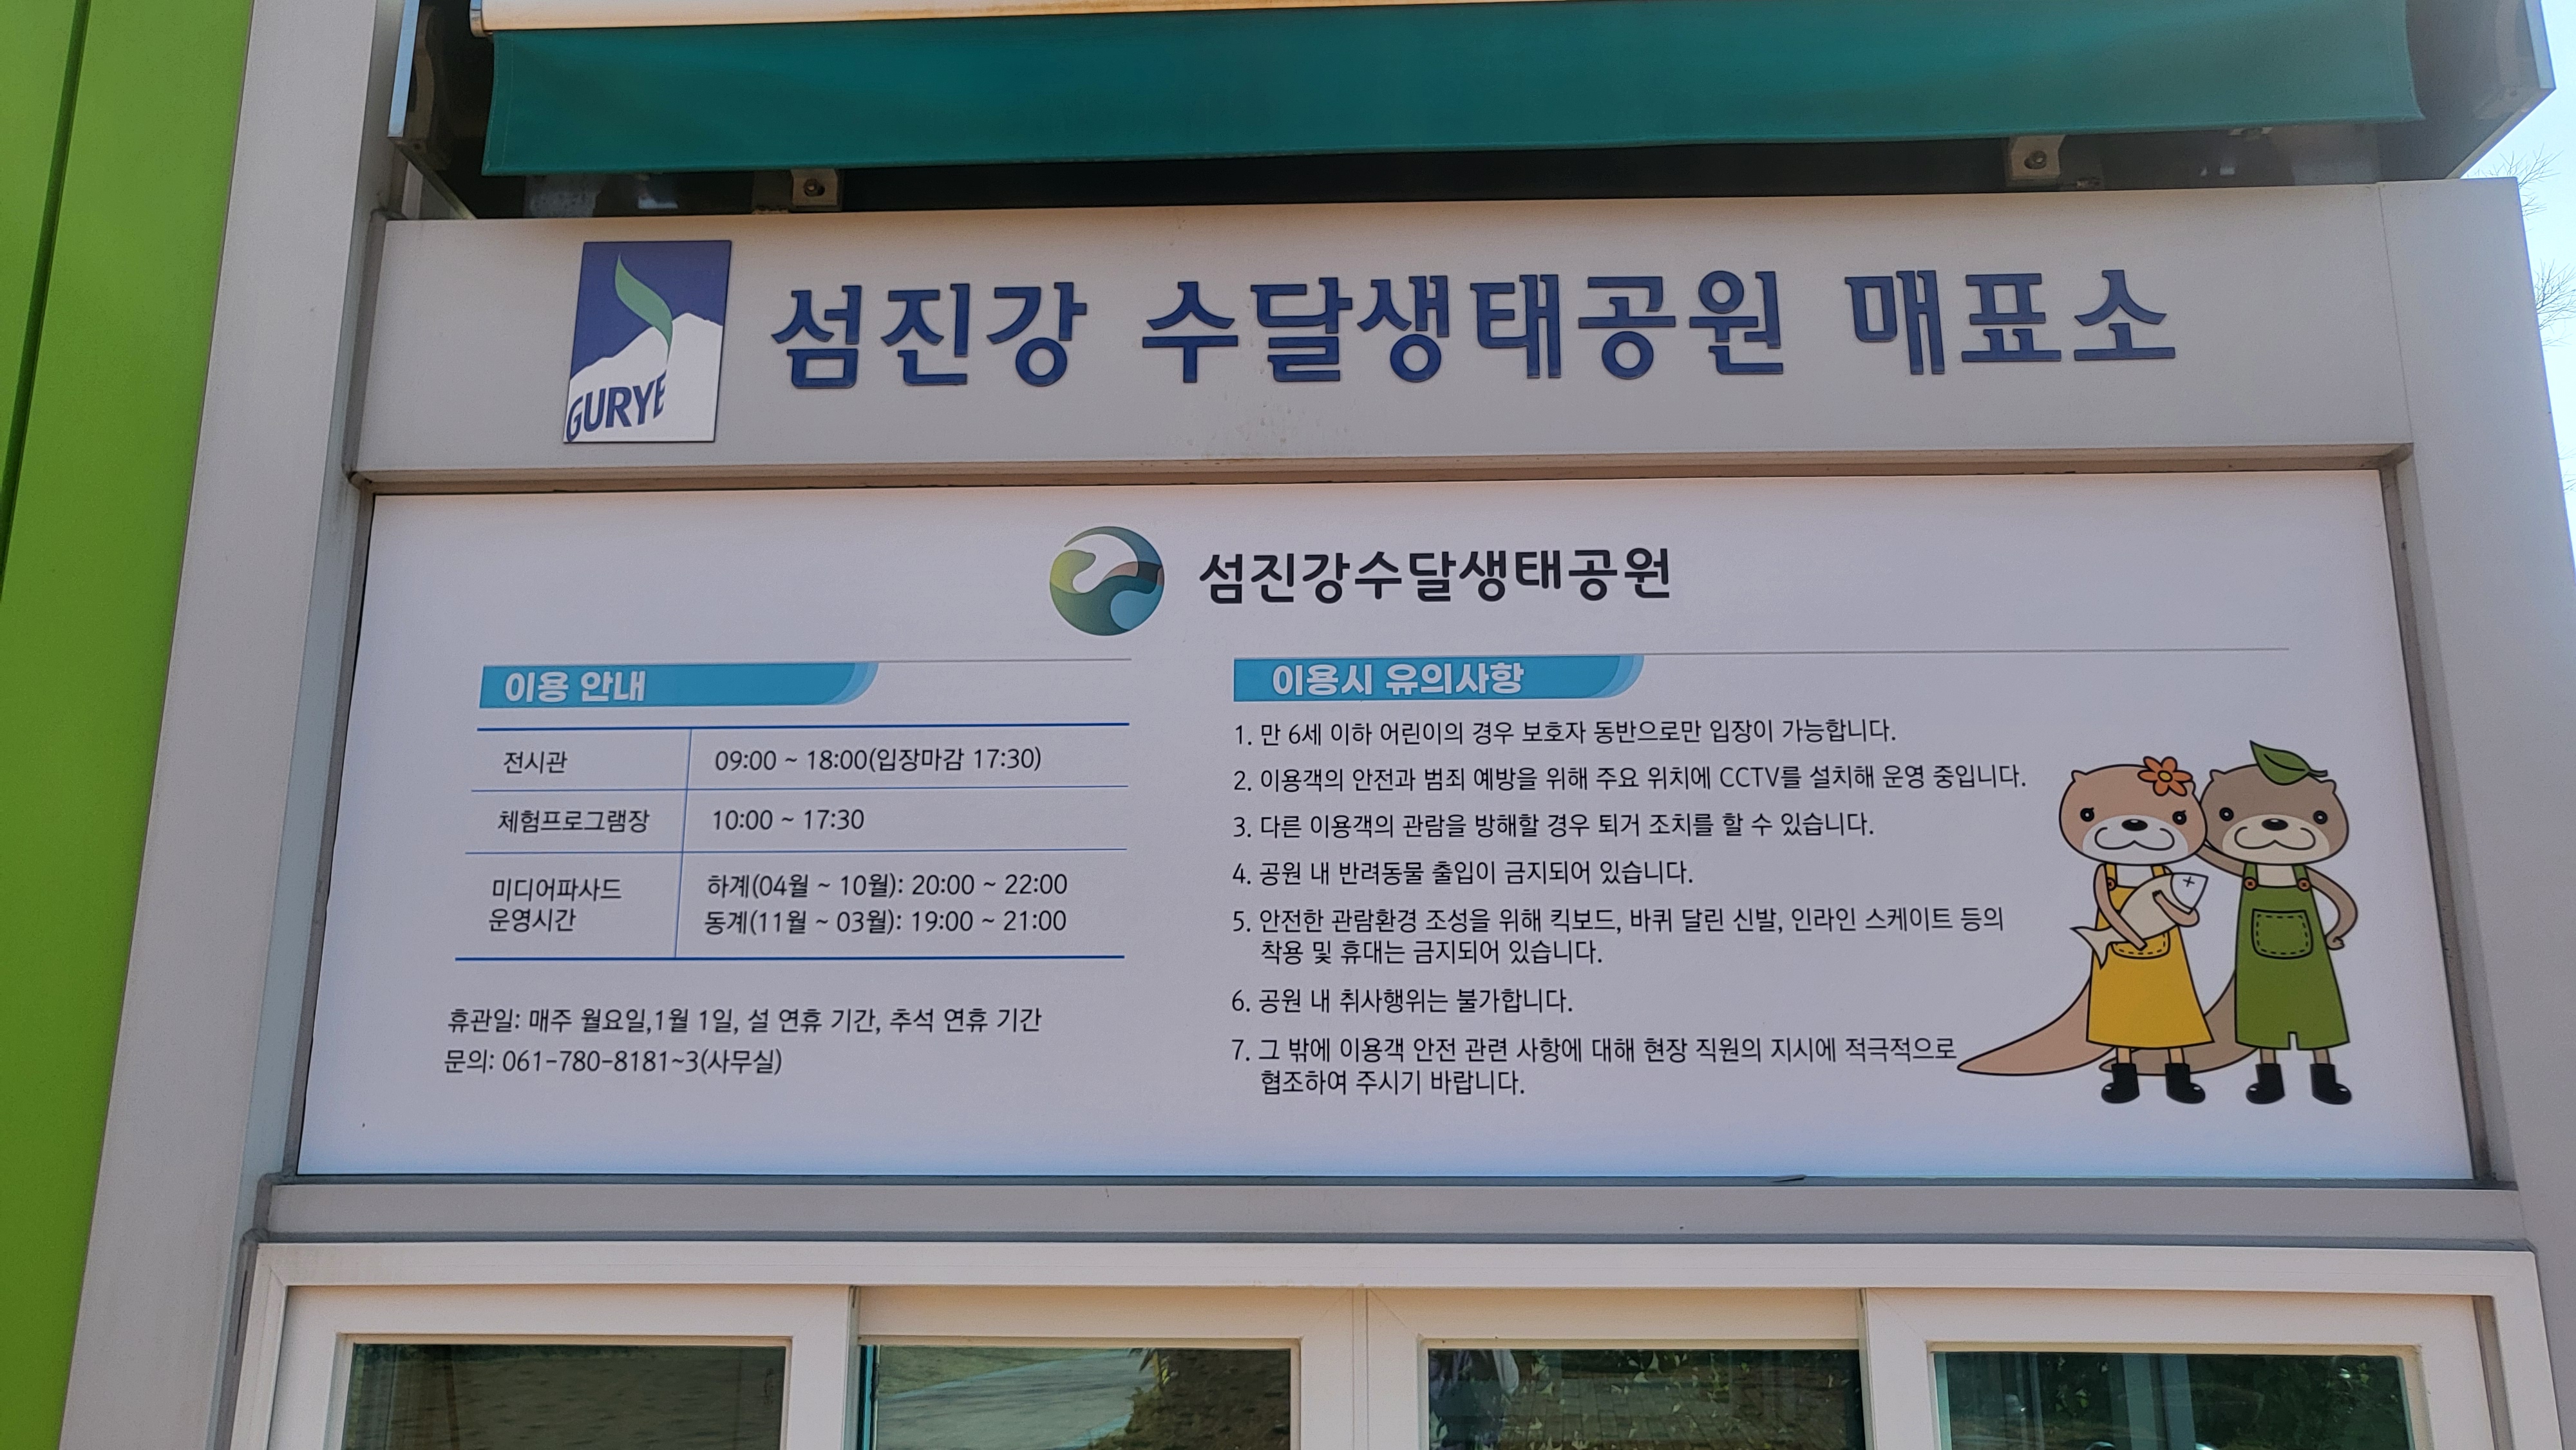 GURYE
섬진강 수달생태공원 매표소
섬진강수달생태공원
이용 안내
전시관 09:00 ~ 18:00(입장마감 17:30)
체험프로그램장 10:00 ~ 17:30
미디어파사드
운영시간
하계(04월 ~ 10월): 20:00 ~ 22:00
동계(11월 ~ 03월): 19:00 ~ 21:00
휴관일: 매주 월요일,1월 1일, 설 연휴 기간, 추석 연휴 기간
문의: 061-780-8181~3(사무실)
이용시 유의사항
1. 만 6세 이하 어린이의 경우 보호자 동반으로만 입장이 가능합니다.
2. 이용객의 안전과 범죄 예방을 위해 주요 위치에 CCTV를 설치해 운영 중입니다.
3. 다른 이용객의 관람을 방해할 경우 퇴거 조치를 할 수 있습니다.
4. 공원 내 반려동물 출입이 금지되어 있습니다.
5. 안전한 관람환경 조성을 위해 킥보드, 바퀴 달린 신발, 인라인 스케이트 등의
착용 및 휴대는 금지되어 있습니다.
6. 공원 내 취사행위는 불가합니다.
7. 그 밖에 이용객 안전 관련 사항에 대해 현장 직원의 지시에 적극적으로
협조하여 주시기 바랍니다.